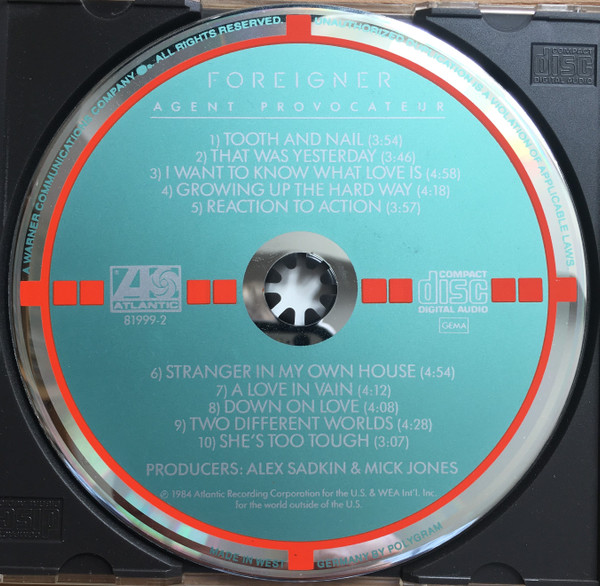 A WARNER COMMUNICATIONS COMPANY ℗. ALL RIGHTS RESERVED.
UNAUTHORIZED DUPLICATION IS A VIOLATION OF APPLICABLE LAWS
FOREIGNER
AGENT PROVOCATEUR
1) TOOTH AND NAIL (3:54)
2) THAT WAS YESTERDAY (3:46)
3) I WANT TO KNOW WHAT LOVE IS (4:58)
4) GROWING UP THE HARD WAY (4:18)
5) REACTION TO ACTION (3:57)
ATLANTIC
81999-2
COMPACT
disc
DIGITAL AUDIO
GEMA
6) STRANGER IN MY OWN HOUSE (4:54)
7) A LOVE IN VAIN (4:12)
8) DOWN ON LOVE (4:08)
9) TWO DIFFERENT WORLDS (4:28)
10) SHE'S TOO TOUGH (3:07)
PRODUCERS: ALEX SADKIN & MICK JONES
℗ 1984 Atlantic Recording Corporation for the U.S. & WEA Int'l. Inc.
for the world outside of the U.S.
MADE IN WEST GERMANY BY POLYGRAM
COMPACT
disc
DIGITAL AUDIO